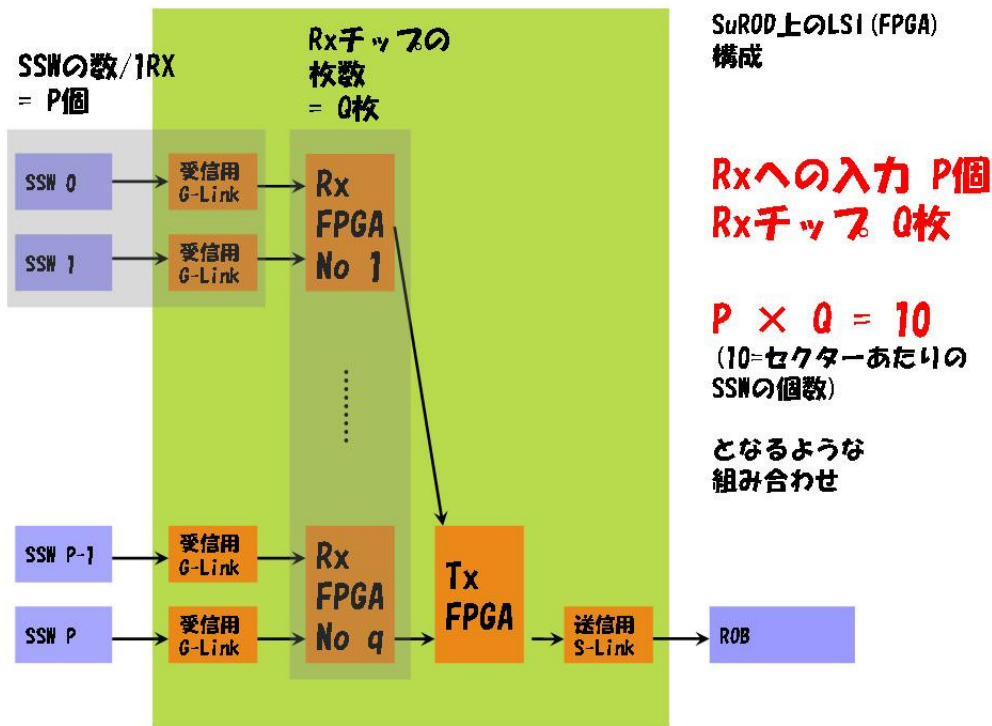 SSWの数/1RX
= P個
Rxチップの
枚数
= Q枚
SuROD上のLSI(FPGA)
構成
SSW 0
受信用
G-Link
SSW 1
受信用
G-Link
Rx
FPGA
No 1
Rxへの入力 P個
Rxチップ Q枚
P × Q = 10
(10=セクターあたりの
SSWの個数)
となるような
組み合わせ
………
SSW P-1
受信用
G-Link
SSW P
受信用
G-Link
Rx
FPGA
No q
Tx
FPGA
送信用
S-Link
ROB